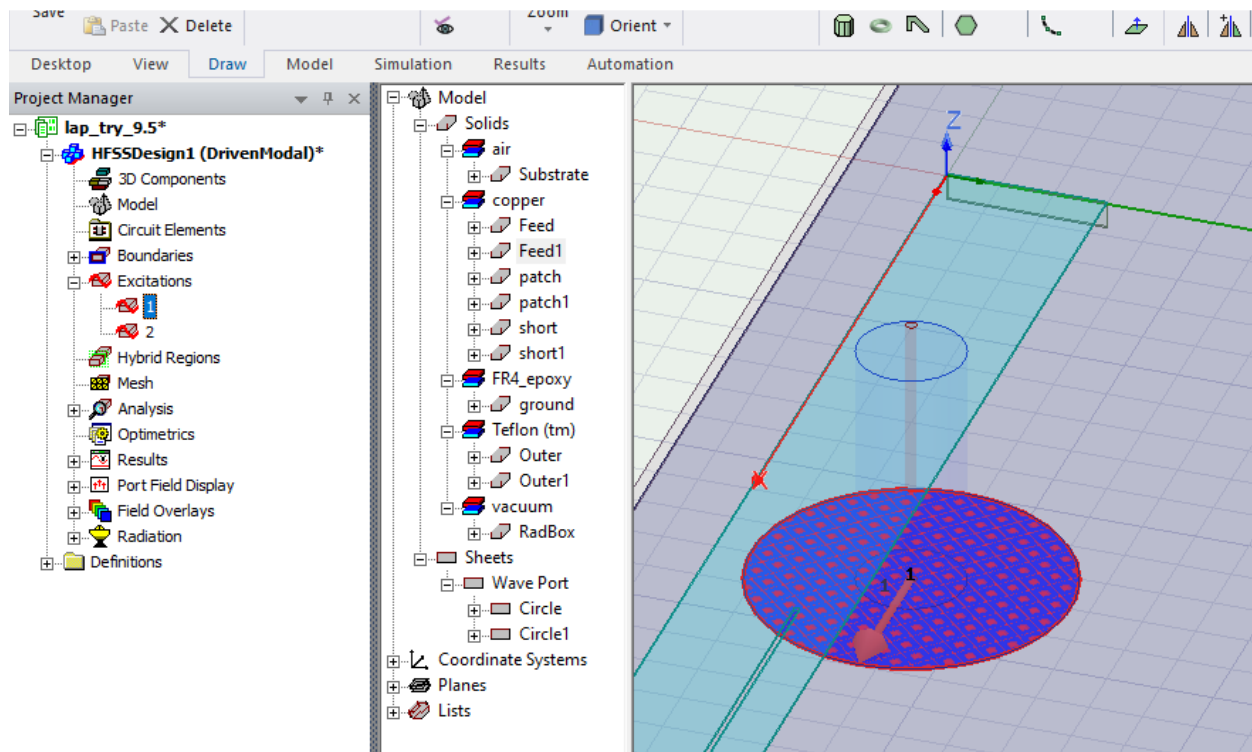 Save
Paste
Delete
Zoom
Orient
Desktop View Draw Model Simulation Results Automation
Project Manager
lap_try_9.5*
HFSSDesign1 (DrivenModal)*
3D Components
Model
Circuit Elements
Boundaries
Excitations
1
2
Hybrid Regions
Mesh
Analysis
Optimetrics
Results
Port Field Display
Field Overlays
Radiation
Definitions
Model
Solids
air
Substrate
copper
Feed
Feed1
patch
patch1
short
short1
FR4_epoxy
ground
Teflon (tm)
Outer
Outer1
vacuum
RadBox
Sheets
Wave Port
Circle
Circle1
Coordinate Systems
Planes
Lists
Z
X
1
1